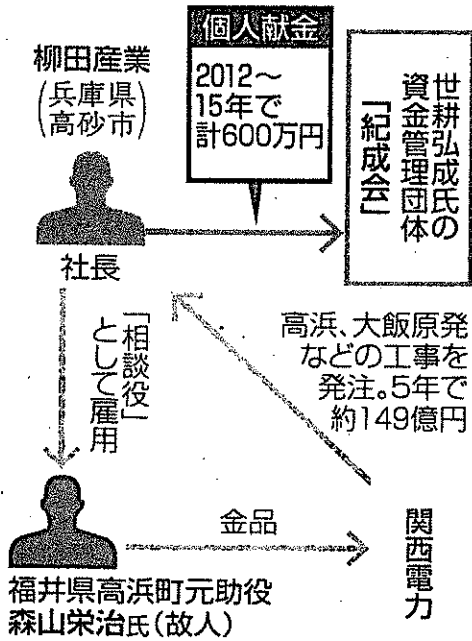 個人献金
2012〜
15年で
計600万円
柳田産業
(兵庫県
高砂市)
社長
世耕弘成氏の
資金管理団体
「紀成会」
「相談役」
として雇用
高浜、大飯原発
などの工事を
発注。5年で
約149億円
金品
関西電力
福井県高浜町元助役
森山栄治氏(故人)